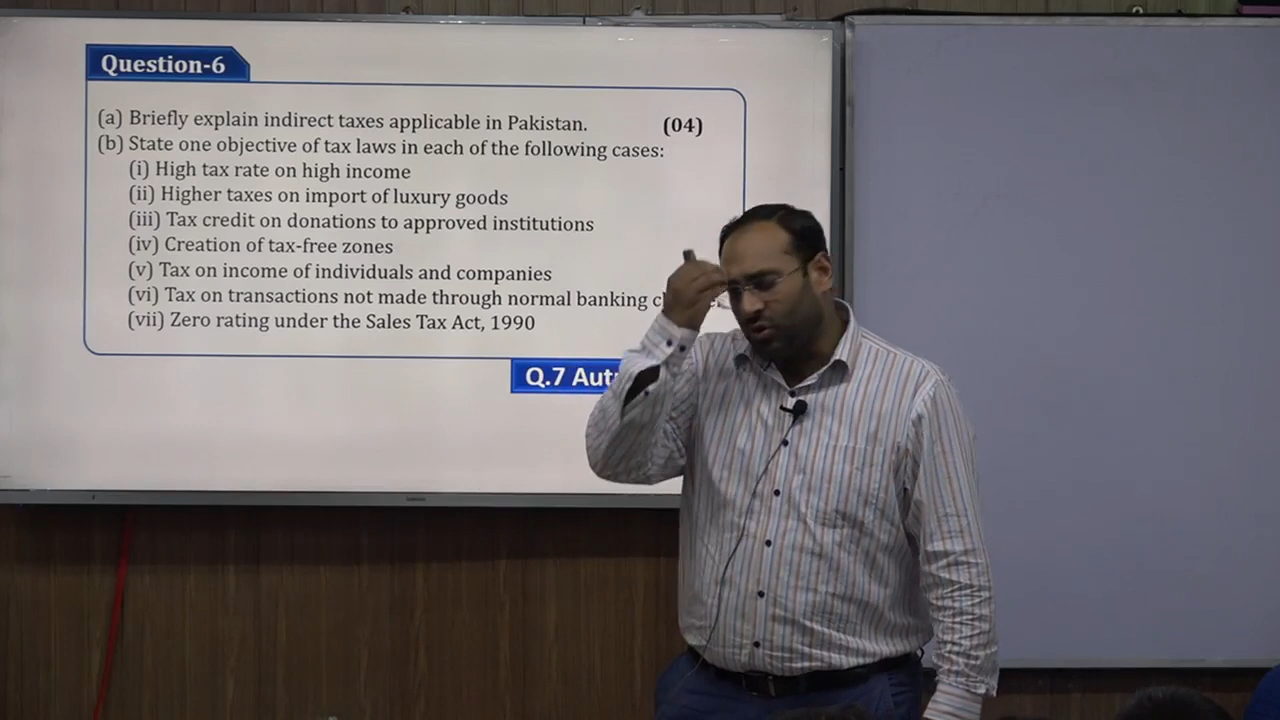 Question-6
(a) Briefly explain indirect taxes applicable in Pakistan. (04)
(b) State one objective of tax laws in each of the following cases:
(i) High tax rate on high income
(ii) Higher taxes on import of luxury goods
(iii) Tax credit on donations to approved institutions
(iv) Creation of tax-free zones
(v) Tax on income of individuals and companies
(vi) Tax on transactions not made through normal banking
(vii) Zero rating under the Sales Tax Act, 1990
Q.7